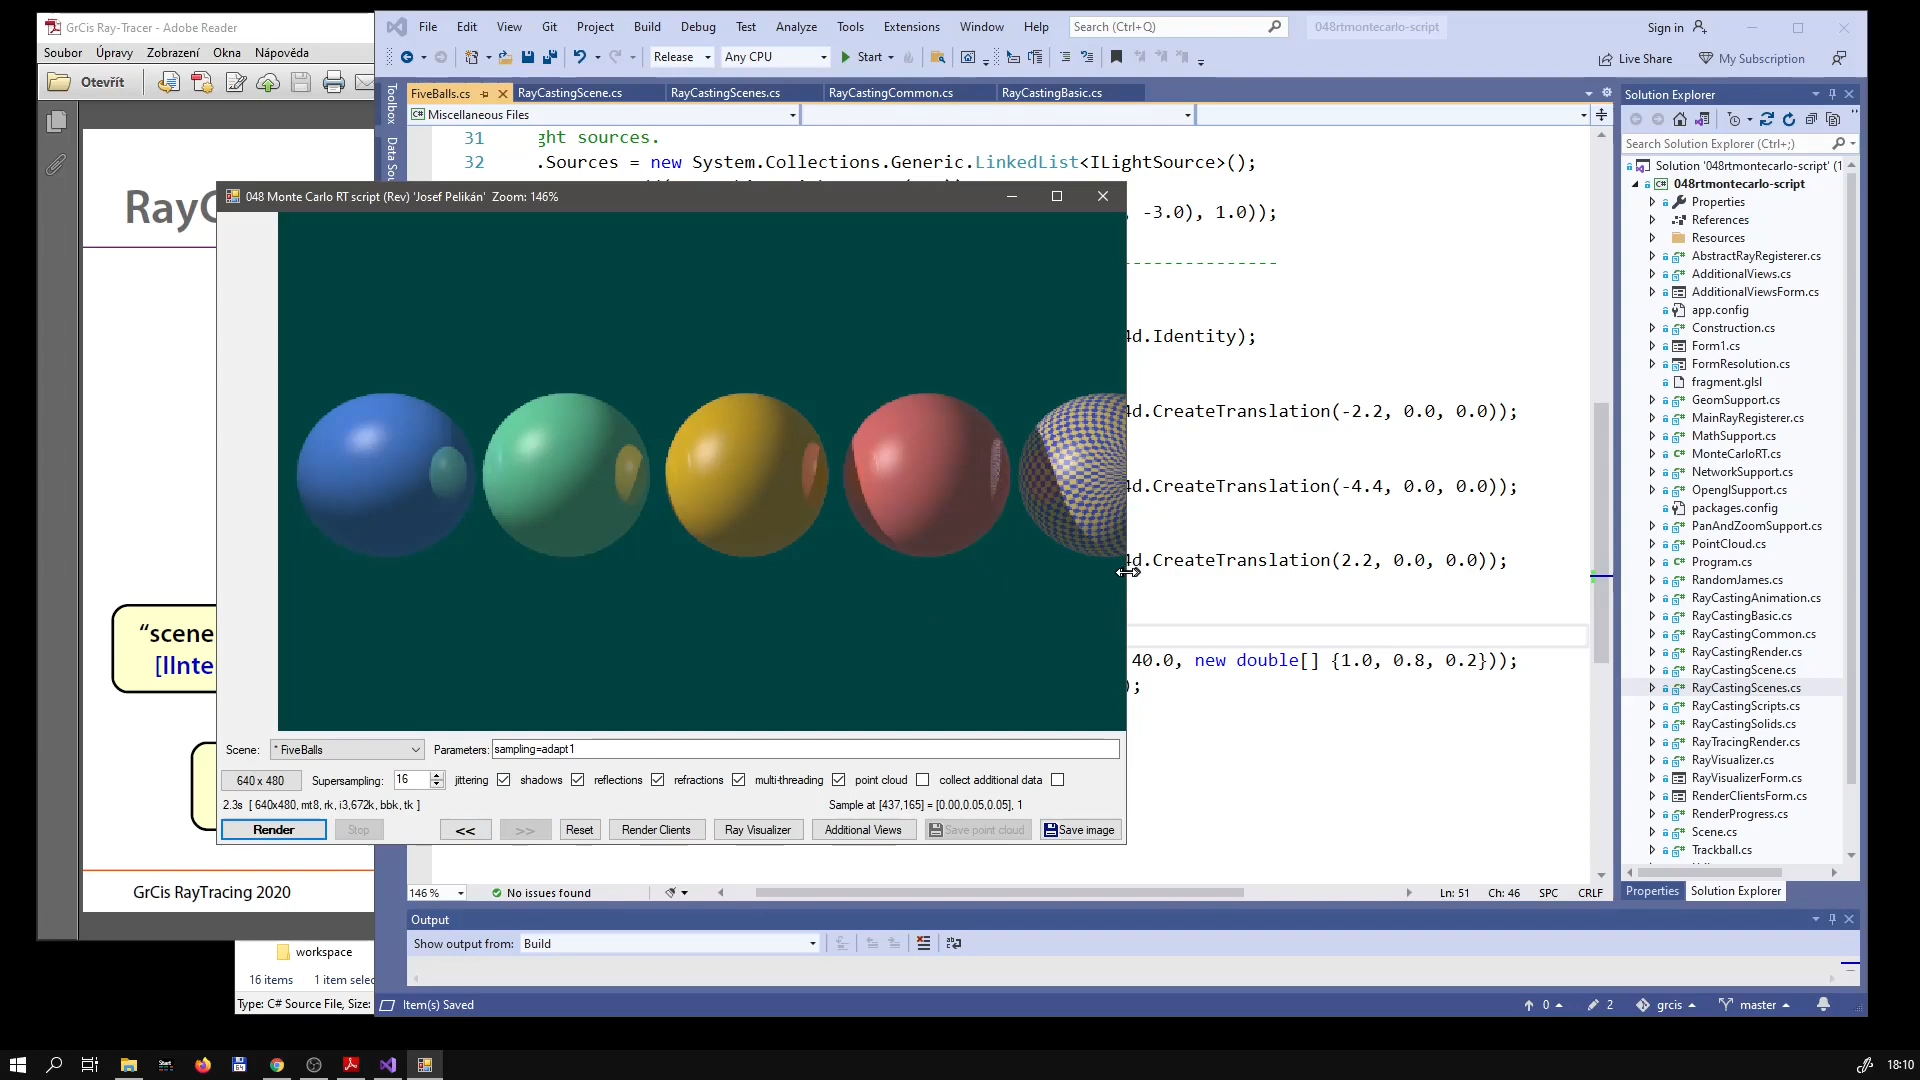 GrCis Ray-Tracer - Adobe Reader
Soubor Úpravy Zobrazení Okna Nápověda
Otevřít
“scene
[IInte
GrCis RayTracing 2020
workspace
16 items 1 item selec
Type: C# Source File, Size:
File Edit View Git Project Build Debug Test Analyze Tools Extensions Window Help Search (Ctrl+Q) 048rtmontecarlo-script Sign in
Release Any CPU Start Live Share My Subscription
Toolbox
Data So
FiveBalls.cs RayCastingScene.cs RayCastingScenes.cs RayCastingCommon.cs RayCastingBasic.cs
Miscellaneous Files
31 ght sources.
32 .Sources = new System.Collections.Generic.LinkedList<ILightSource>();
, -3.0), 1.0));
4d.Identity);
4d.CreateTranslation(-2.2, 0.0, 0.0));
4d.CreateTranslation(-4.4, 0.0, 0.0));
4d.CreateTranslation(2.2, 0.0, 0.0));
40.0, new double[] {1.0, 0.8, 0.2}));
);
048 Monte Carlo RT script (Rev) 'Josef Pelikán' Zoom: 146%
Scene: * FiveBalls Parameters: sampling=adapt1
640 x 480 Supersampling: 16 jittering shadows reflections refractions multi-threading point cloud collect additional data
2.3s [ 640x480, mt8, rk, i3,672k, bbk, tk ] Sample at [437,165] = [0.00,0.05,0.05], 1
Render Stop << >> Reset Render Clients Ray Visualizer Additional Views Save point cloud Save image
146 % No issues found Ln: 51 Ch: 46 SPC CRLF
Output
Show output from: Build
Item(s) Saved 0 2 grcis master
Solution Explorer
Search Solution Explorer (Ctrl+;)
Solution '048rtmontecarlo-script' (1
048rtmontecarlo-script
Properties
References
Resources
AbstractRayRegisterer.cs
AdditionalViews.cs
AdditionalViewsForm.cs
app.config
Construction.cs
Form1.cs
FormResolution.cs
fragment.glsl
GeomSupport.cs
MainRayRegisterer.cs
MathSupport.cs
MonteCarloRT.cs
NetworkSupport.cs
OpenglSupport.cs
packages.config
PanAndZoomSupport.cs
PointCloud.cs
Program.cs
RandomJames.cs
RayCastingAnimation.cs
RayCastingBasic.cs
RayCastingCommon.cs
RayCastingRender.cs
RayCastingScene.cs
RayCastingScenes.cs
RayCastingScripts.cs
RayCastingSolids.cs
RayTracingRender.cs
RayVisualizer.cs
RayVisualizerForm.cs
RenderClientsForm.cs
RenderProgress.cs
Scene.cs
Trackball.cs
Properties Solution Explorer
18:10